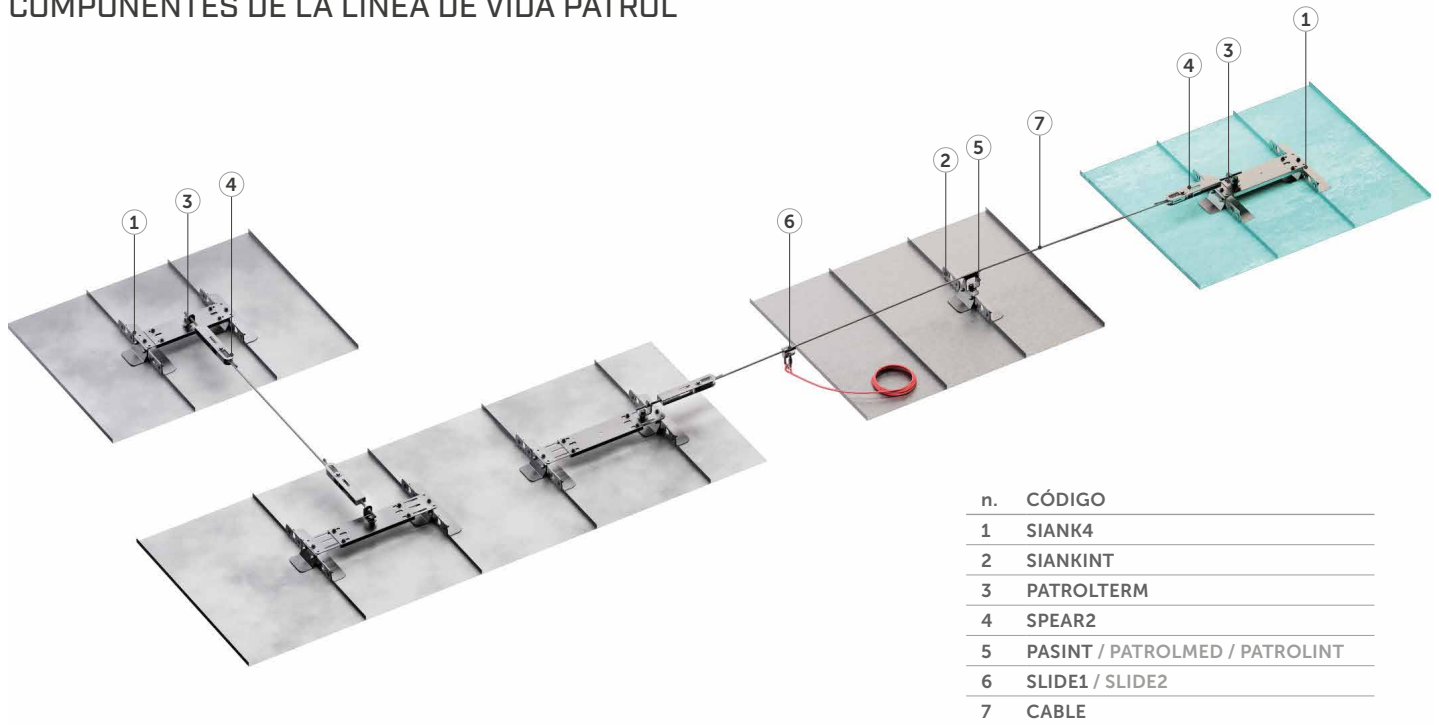 COMPONENTES DE LA LÍNEA DE VIDA PATROL
1
3
4
7
5
2
4
3
1
6
n. CÓDIGO
1 SIANK4
2 SIANKINT
3 PATROLTERM
4 SPEAR2
5 PASINT / PATROLMED / PATROLINT
6 SLIDE1 / SLIDE2
7 CABLE